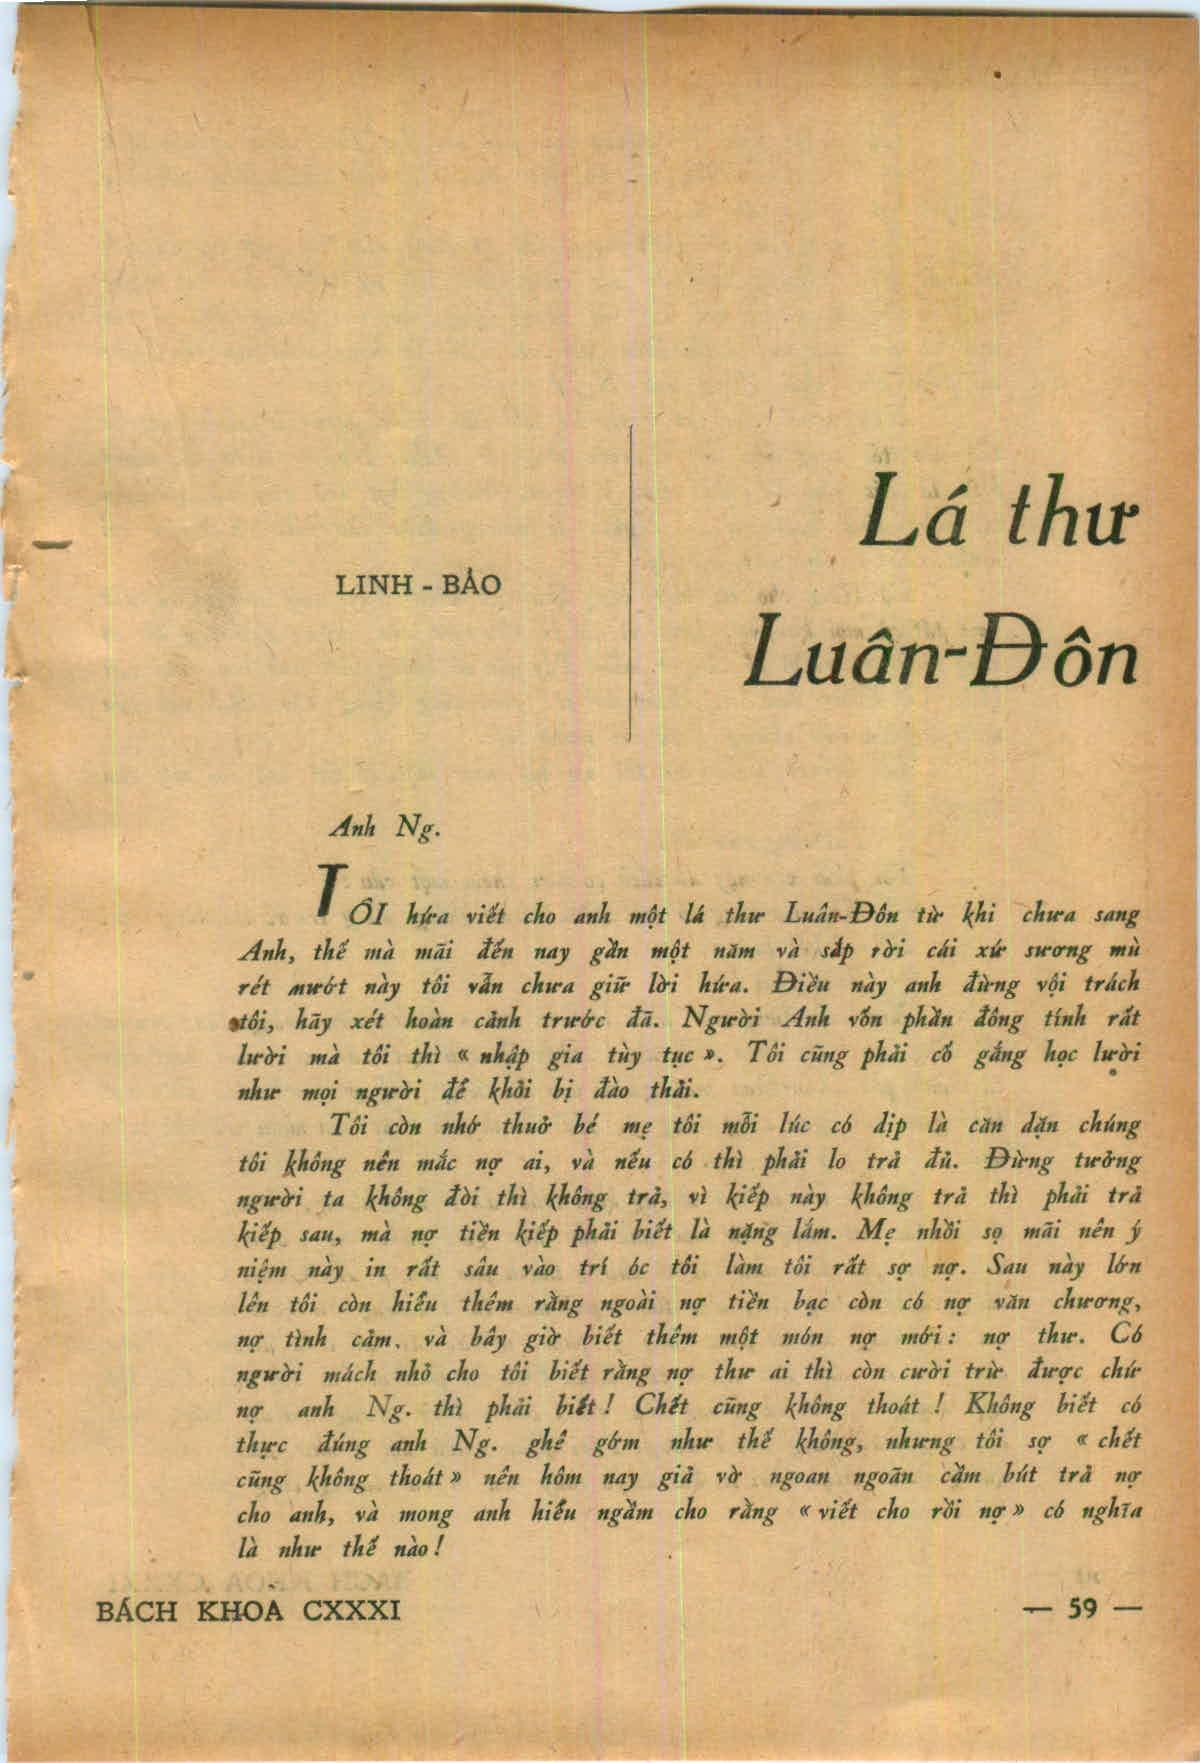 LINH - BẢO
Lá thư
Luân-Đôn
Anh Ng.
TÔI hứa viết cho anh một lá thư Luân-Đôn từ khi chưa sang
Anh, thế mà mãi đến nay gần một năm và sắp rời cái xứ sương mù
rét mướt này tôi vẫn chưa giữ lời hứa. Điều này anh đừng vội trách
tôi, hãy xét hoàn cảnh trước đã. Người Anh vốn phần đông tính rất
lười mà tôi thì « nhập gia tùy tục ». Tôi cũng phải cố gắng học lười
như mọi người để khỏi bị đào thải.
Tôi còn nhớ thuở bé mẹ tôi mỗi lúc có dịp là căn dặn chúng
tôi không nên mắc nợ ai, và nếu có thì phải lo trả đủ. Đừng tưởng
người ta không đòi thì không trả, vì kiếp này không trả thì phải trả
kiếp sau, mà nợ tiền kiếp phải biết là nặng lắm. Mẹ nhồi sọ mãi nên ý
niệm này in rất sâu vào trí óc tôi làm tôi rất sợ nợ. Sau này lớn
lên tôi còn hiểu thêm rằng ngoài nợ tiền bạc còn có nợ văn chương,
nợ tình cảm. và bây giờ biết thêm một món nợ mới : nợ thư. Có
người mách nhỏ cho tôi biết rằng nợ thư ai thì còn cười trừ được chứ
nợ anh Ng. thì phải biết ! Chết cũng không thoát ! Không biết có
thực đúng anh Ng. ghê gớm như thế không, nhưng tôi sợ « chết
cũng không thoát » nên hôm nay giả vờ ngoan ngoãn cầm bút trả nợ
cho anh, và mong anh hiểu ngầm cho rằng « viết cho rồi nợ » có nghĩa
là như thế nào !
BÁCH KHOA CXXXI
— 59 —